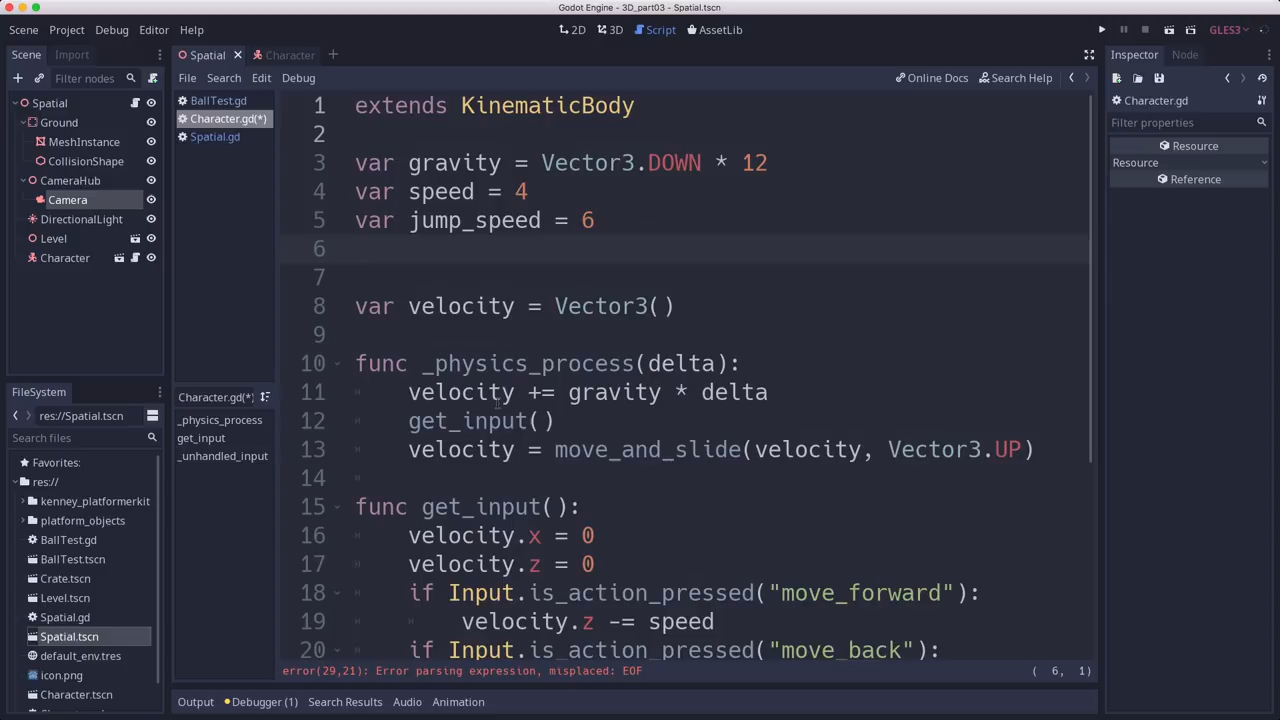 Godot Engine - 3D_part03 - Spatial.tscn
Scene Project Debug Editor Help
2D 3D Script AssetLib
GLES3
Scene Import
Filter nodes
Spatial
Ground
MeshInstance
CollisionShape
CameraHub
Camera
DirectionalLight
Level
Character
FileSystem
res://Spatial.tscn
Search files
Favorites:
res://
kenney_platformerkit
platform_objects
BallTest.gd
BallTest.tscn
Crate.tscn
Level.tscn
Spatial.gd
Spatial.tscn
default_env.tres
icon.png
Character.tscn
Spatial Character
File Search Edit Debug
Online Docs Search Help
BallTest.gd
Character.gd(*)
Spatial.gd
Character.gd(*)
_physics_process
get_input
_unhandled_input
1 extends KinematicBody
2
3 var gravity = Vector3.DOWN * 12
4 var speed = 4
5 var jump_speed = 6
6
7
8 var velocity = Vector3()
9
10 func _physics_process(delta):
11 velocity += gravity * delta
12 get_input()
13 velocity = move_and_slide(velocity, Vector3.UP)
14
15 func get_input():
16 velocity.x = 0
17 velocity.z = 0
18 if Input.is_action_pressed("move_forward"):
19 velocity.z -= speed
20 if Input.is_action_pressed("move_back"):
error(29,21): Error parsing expression, misplaced: EOF
( 6, 1)
Output Debugger (1) Search Results Audio Animation
Inspector Node
Character.gd
Filter properties
Resource
Resource
Reference